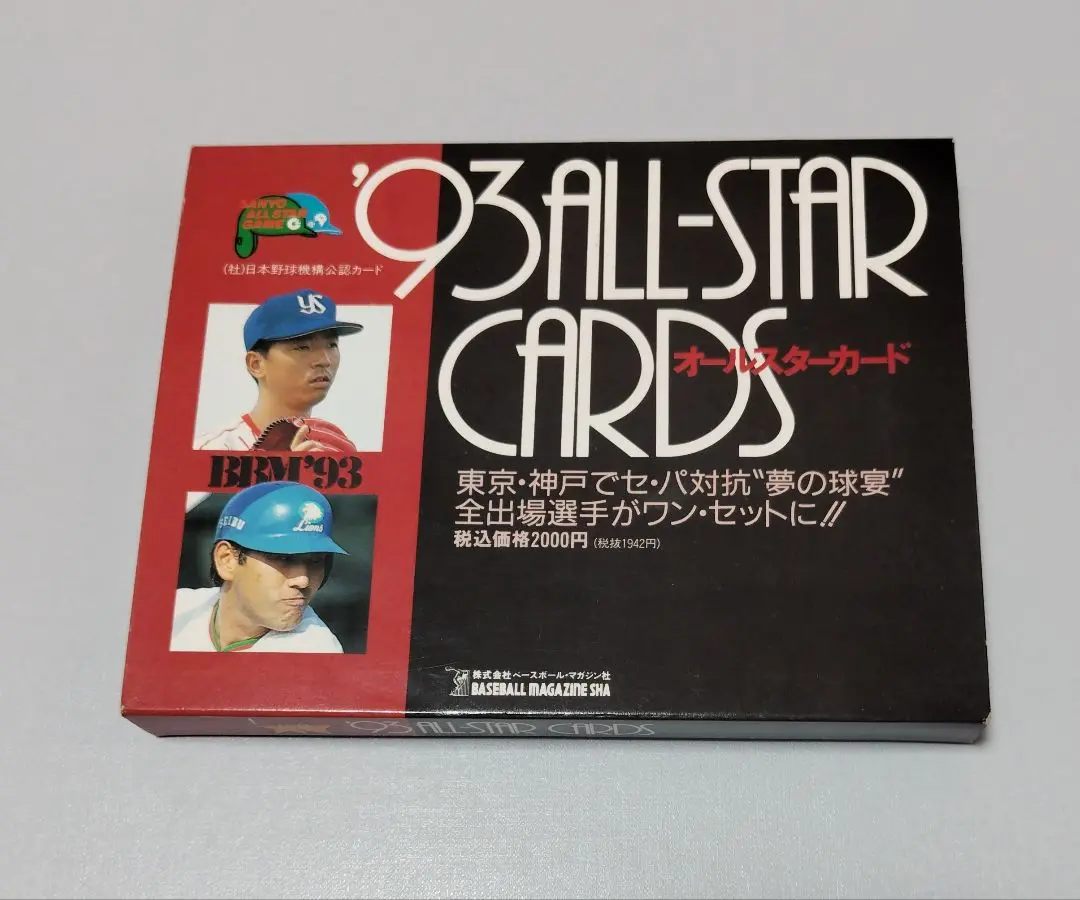 '93 ALL-STAR
CARDS
オールスターカード
SANYO
ALL STAR
GAME
(社)日本野球機構公認カード
YS
BBM'93
SEIBU
Lions
東京・神戸でセ・パ対抗"夢の球宴"
全出場選手がワン・セットに!!
税込価格2000円(税抜1942円)
株式会社ベースボール・マガジン社
BASEBALL MAGAZINE SHA
'93 ALL-STAR CARDS